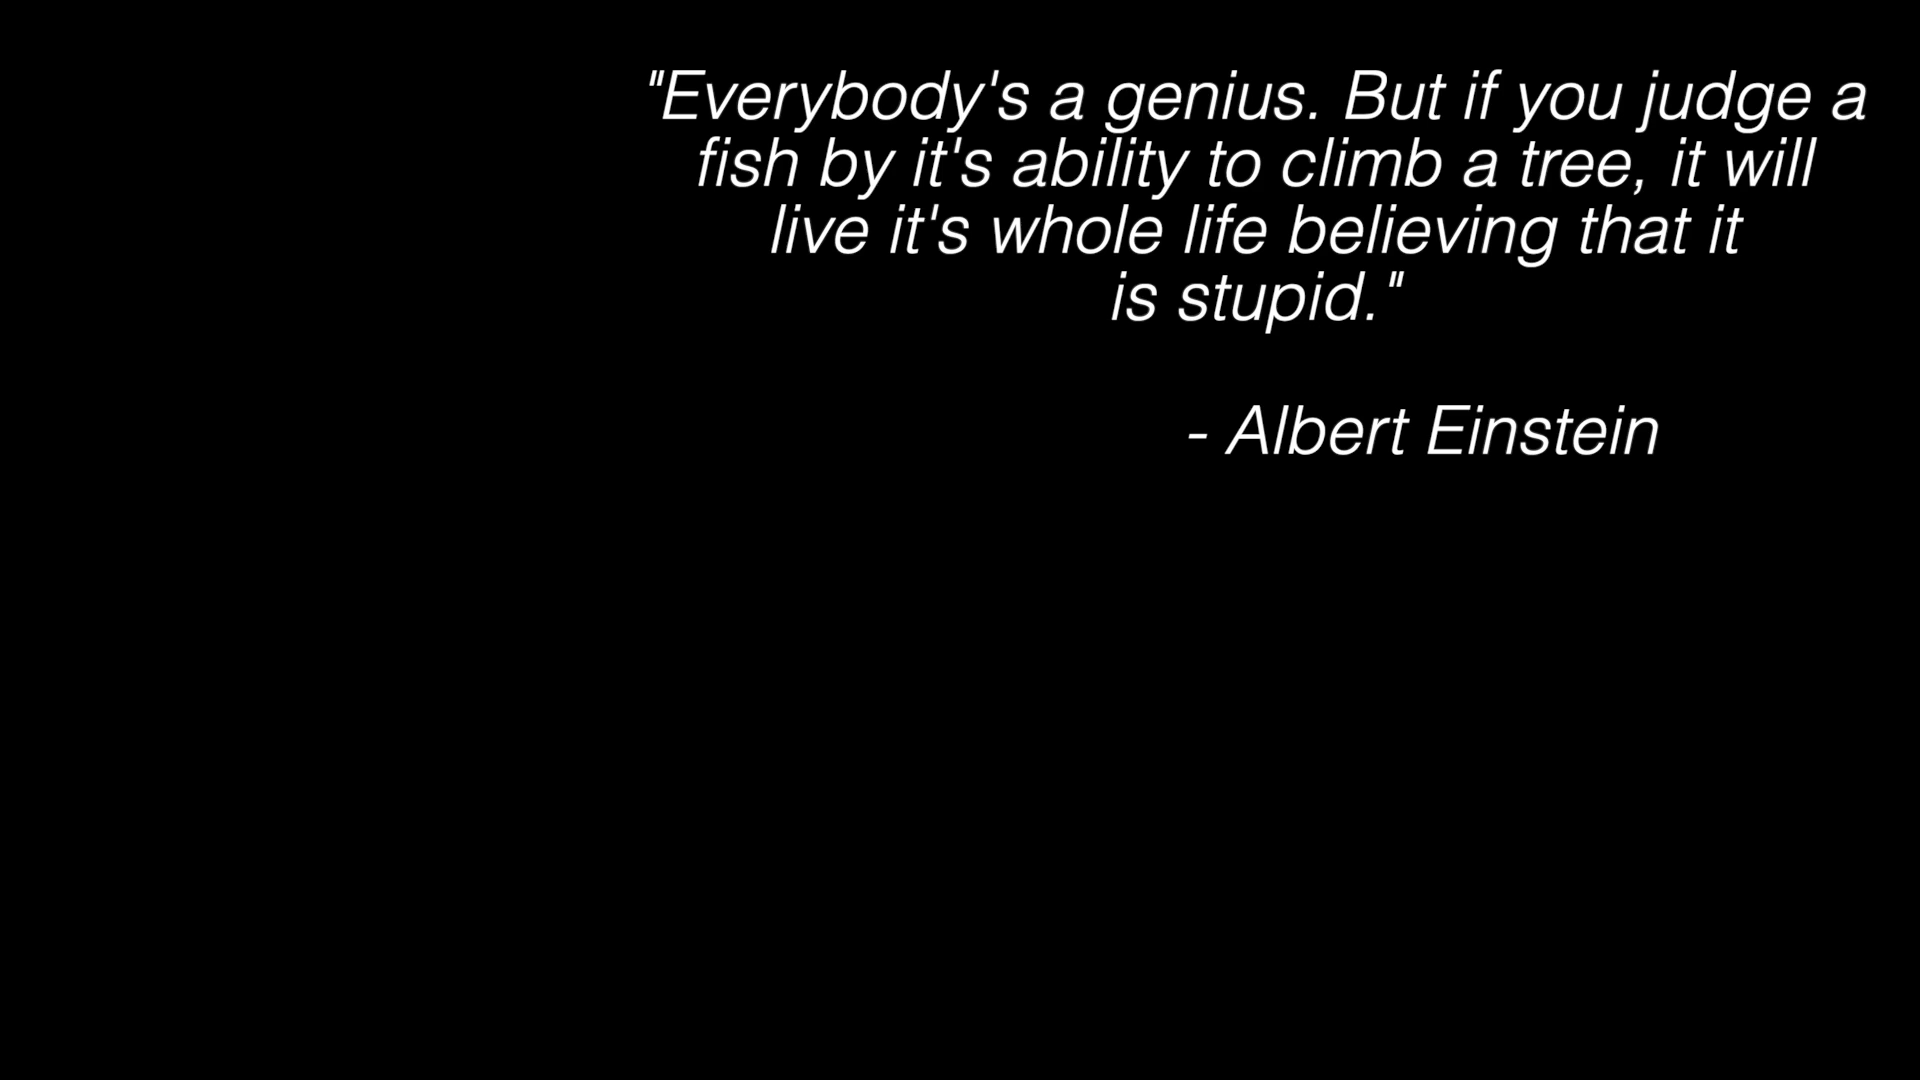 "Everybody's a genius. But if you judge a
fish by it's ability to climb a tree, it will
live it's whole life believing that it
is stupid."
- Albert Einstein